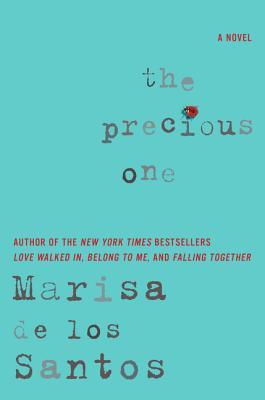 A NOVEL
the
precious
one
AUTHOR OF THE NEW YORK TIMES BESTSELLERS
LOVE WALKED IN, BELONG TO ME, AND FALLING TOGETHER
Marisa
de los
Santos